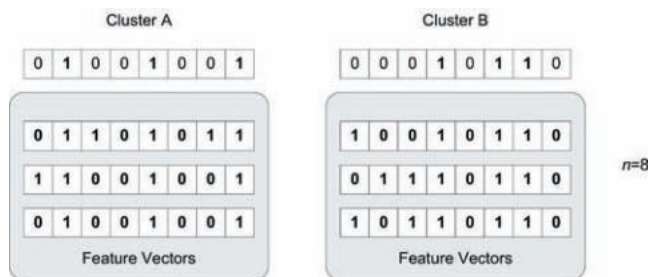 Cluster A Cluster B
0 1 0 0 1 0 0 1 0 0 0 1 0 1 1 0
0 1 1 0 1 0 1 1 1 0 0 1 0 1 1 0
1 1 0 0 1 0 0 1 0 1 1 1 0 1 1 0 n=8
0 1 0 0 1 0 0 1 1 0 1 1 0 1 1 0
Feature Vectors Feature Vectors